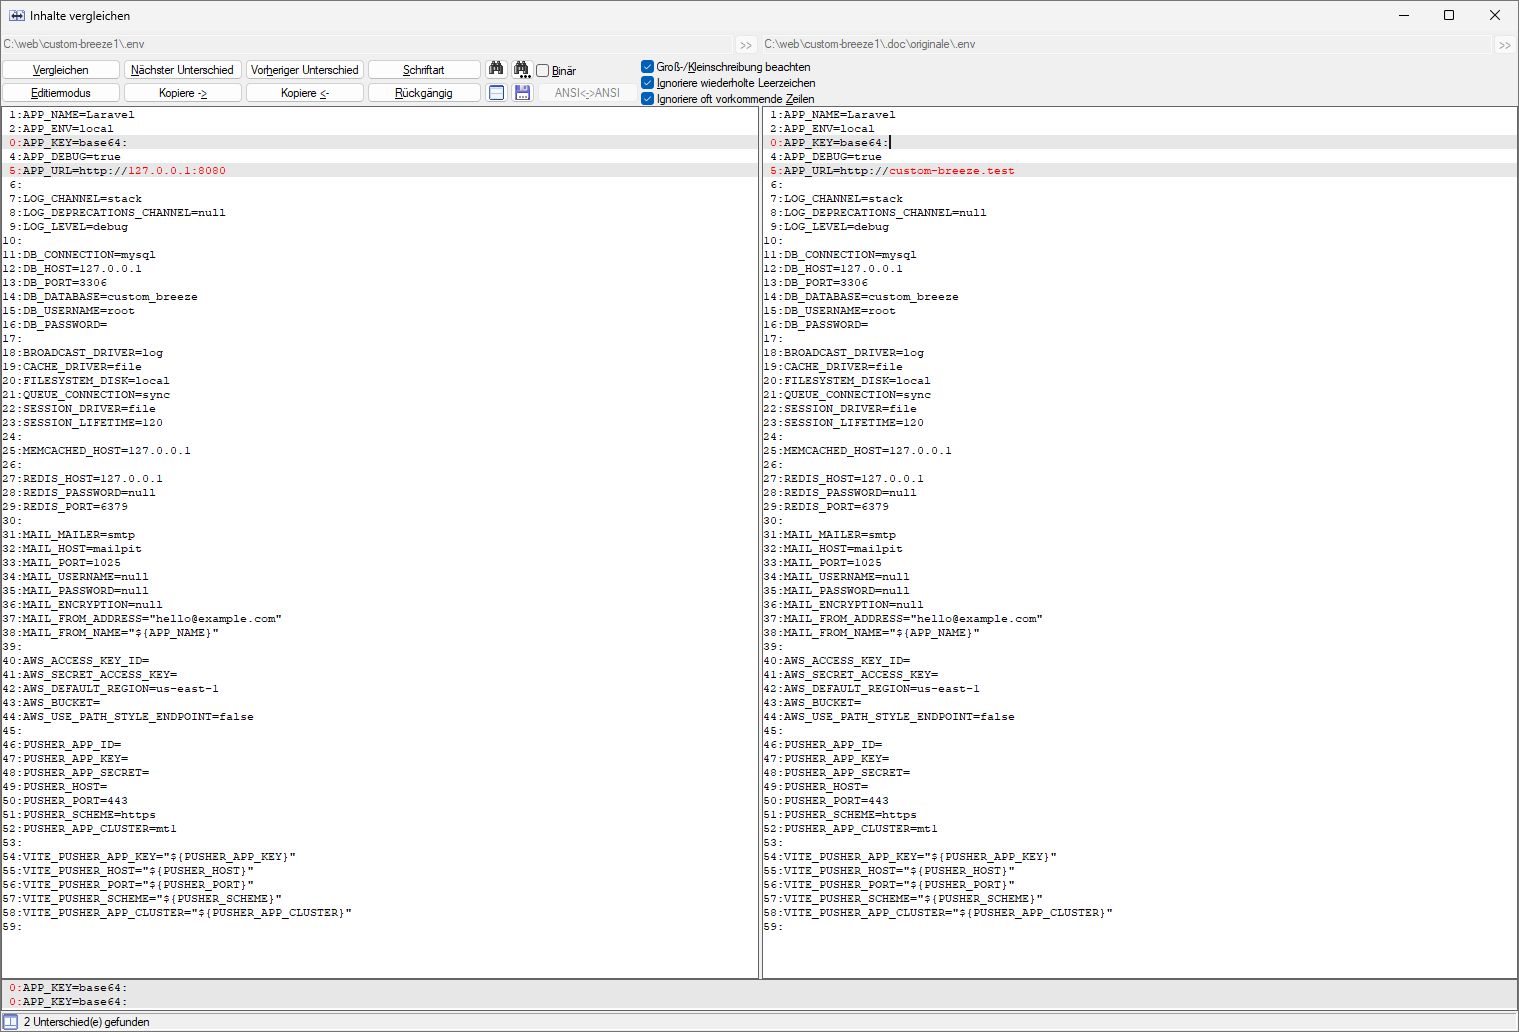 Inhalte vergleichen
C:\web\custom-breeze1\.env
>>
C:\web\custom-breeze1\.doc\originale\.env
>>
Vergleichen
Nächster Unterschied
Vorheriger Unterschied
Schriftart
Binär
Groß-/Kleinschreibung beachten
Ignoriere wiederholte Leerzeichen
Editiermodus
Kopiere ->
Kopiere <-
Rückgängig
ANSI<->ANSI
Ignoriere oft vorkommende Zeilen
1:APP_NAME=Laravel
2:APP_ENV=local
0:APP_KEY=base64:
4:APP_DEBUG=true
5:APP_URL=http://127.0.0.1:8080
6:
7:LOG_CHANNEL=stack
8:LOG_DEPRECATIONS_CHANNEL=null
9:LOG_LEVEL=debug
10:
11:DB_CONNECTION=mysql
12:DB_HOST=127.0.0.1
13:DB_PORT=3306
14:DB_DATABASE=custom_breeze
15:DB_USERNAME=root
16:DB_PASSWORD=
17:
18:BROADCAST_DRIVER=log
19:CACHE_DRIVER=file
20:FILESYSTEM_DISK=local
21:QUEUE_CONNECTION=sync
22:SESSION_DRIVER=file
23:SESSION_LIFETIME=120
24:
25:MEMCACHED_HOST=127.0.0.1
26:
27:REDIS_HOST=127.0.0.1
28:REDIS_PASSWORD=null
29:REDIS_PORT=6379
30:
31:MAIL_MAILER=smtp
32:MAIL_HOST=mailpit
33:MAIL_PORT=1025
34:MAIL_USERNAME=null
35:MAIL_PASSWORD=null
36:MAIL_ENCRYPTION=null
37:MAIL_FROM_ADDRESS="hello@example.com"
38:MAIL_FROM_NAME="${APP_NAME}"
39:
40:AWS_ACCESS_KEY_ID=
41:AWS_SECRET_ACCESS_KEY=
42:AWS_DEFAULT_REGION=us-east-1
43:AWS_BUCKET=
44:AWS_USE_PATH_STYLE_ENDPOINT=false
45:
46:PUSHER_APP_ID=
47:PUSHER_APP_KEY=
48:PUSHER_APP_SECRET=
49:PUSHER_HOST=
50:PUSHER_PORT=443
51:PUSHER_SCHEME=https
52:PUSHER_APP_CLUSTER=mt1
53:
54:VITE_PUSHER_APP_KEY="${PUSHER_APP_KEY}"
55:VITE_PUSHER_HOST="${PUSHER_HOST}"
56:VITE_PUSHER_PORT="${PUSHER_PORT}"
57:VITE_PUSHER_SCHEME="${PUSHER_SCHEME}"
58:VITE_PUSHER_APP_CLUSTER="${PUSHER_APP_CLUSTER}"
59:
1:APP_NAME=Laravel
2:APP_ENV=local
0:APP_KEY=base64:
4:APP_DEBUG=true
5:APP_URL=http://custom-breeze.test
6:
7:LOG_CHANNEL=stack
8:LOG_DEPRECATIONS_CHANNEL=null
9:LOG_LEVEL=debug
10:
11:DB_CONNECTION=mysql
12:DB_HOST=127.0.0.1
13:DB_PORT=3306
14:DB_DATABASE=custom_breeze
15:DB_USERNAME=root
16:DB_PASSWORD=
17:
18:BROADCAST_DRIVER=log
19:CACHE_DRIVER=file
20:FILESYSTEM_DISK=local
21:QUEUE_CONNECTION=sync
22:SESSION_DRIVER=file
23:SESSION_LIFETIME=120
24:
25:MEMCACHED_HOST=127.0.0.1
26:
27:REDIS_HOST=127.0.0.1
28:REDIS_PASSWORD=null
29:REDIS_PORT=6379
30:
31:MAIL_MAILER=smtp
32:MAIL_HOST=mailpit
33:MAIL_PORT=1025
34:MAIL_USERNAME=null
35:MAIL_PASSWORD=null
36:MAIL_ENCRYPTION=null
37:MAIL_FROM_ADDRESS="hello@example.com"
38:MAIL_FROM_NAME="${APP_NAME}"
39:
40:AWS_ACCESS_KEY_ID=
41:AWS_SECRET_ACCESS_KEY=
42:AWS_DEFAULT_REGION=us-east-1
43:AWS_BUCKET=
44:AWS_USE_PATH_STYLE_ENDPOINT=false
45:
46:PUSHER_APP_ID=
47:PUSHER_APP_KEY=
48:PUSHER_APP_SECRET=
49:PUSHER_HOST=
50:PUSHER_PORT=443
51:PUSHER_SCHEME=https
52:PUSHER_APP_CLUSTER=mt1
53:
54:VITE_PUSHER_APP_KEY="${PUSHER_APP_KEY}"
55:VITE_PUSHER_HOST="${PUSHER_HOST}"
56:VITE_PUSHER_PORT="${PUSHER_PORT}"
57:VITE_PUSHER_SCHEME="${PUSHER_SCHEME}"
58:VITE_PUSHER_APP_CLUSTER="${PUSHER_APP_CLUSTER}"
59:
0:APP_KEY=base64:
0:APP_KEY=base64:
2 Unterschied(e) gefunden